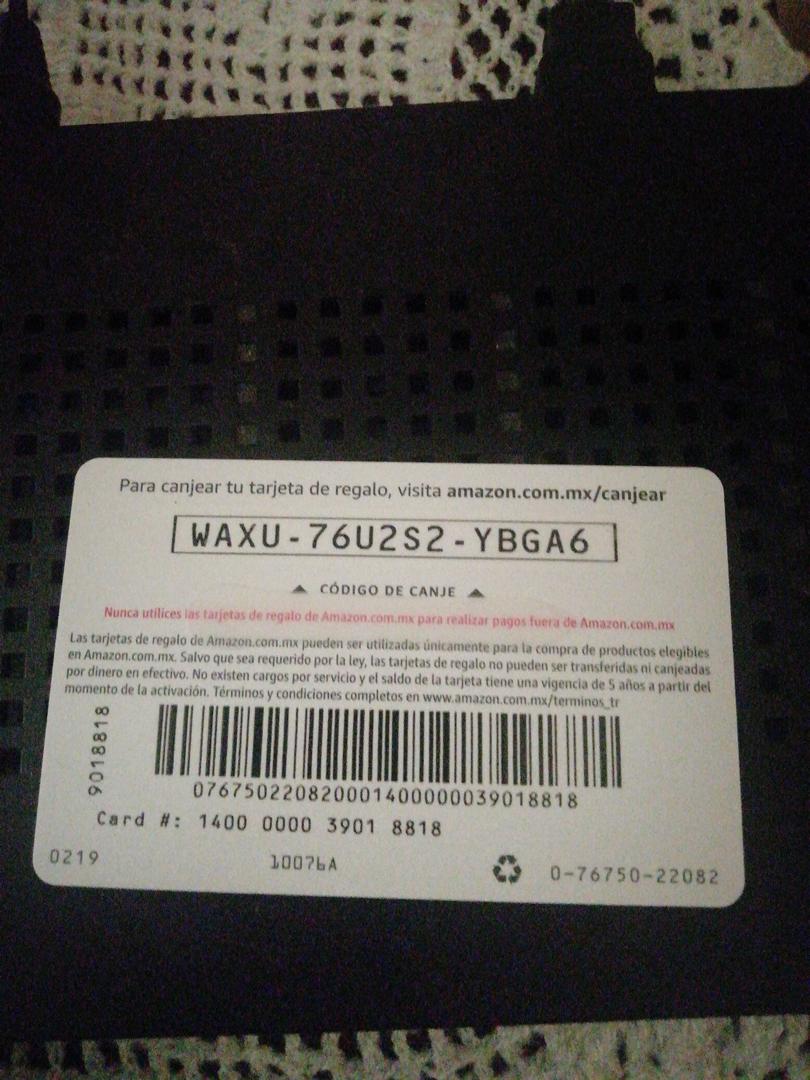 Para canjear tu tarjeta de regalo, visita amazon.com.mx/canjear
WAXU-76U2S2-YBGA6
▲ CÓDIGO DE CANJE ▲
Nunca utilices las tarjetas de regalo de Amazon.com.mx para realizar pagos fuera de Amazon.com.mx
Las tarjetas de regalo de Amazon.com.mx pueden ser utilizadas únicamente para la compra de productos elegibles
en Amazon.com.mx. Salvo que sea requerido por la ley, las tarjetas de regalo no pueden ser transferidas ni canjeadas
por dinero en efectivo. No existen cargos por servicio y el saldo de la tarjeta tiene una vigencia de 5 años a partir del
momento de la activación. Términos y condiciones completos en www.amazon.com.mx/terminos_tr
9018818
076750220820001400000039018818
Card #: 1400 0000 3901 8818
0219
1007bA
0-76750-22082